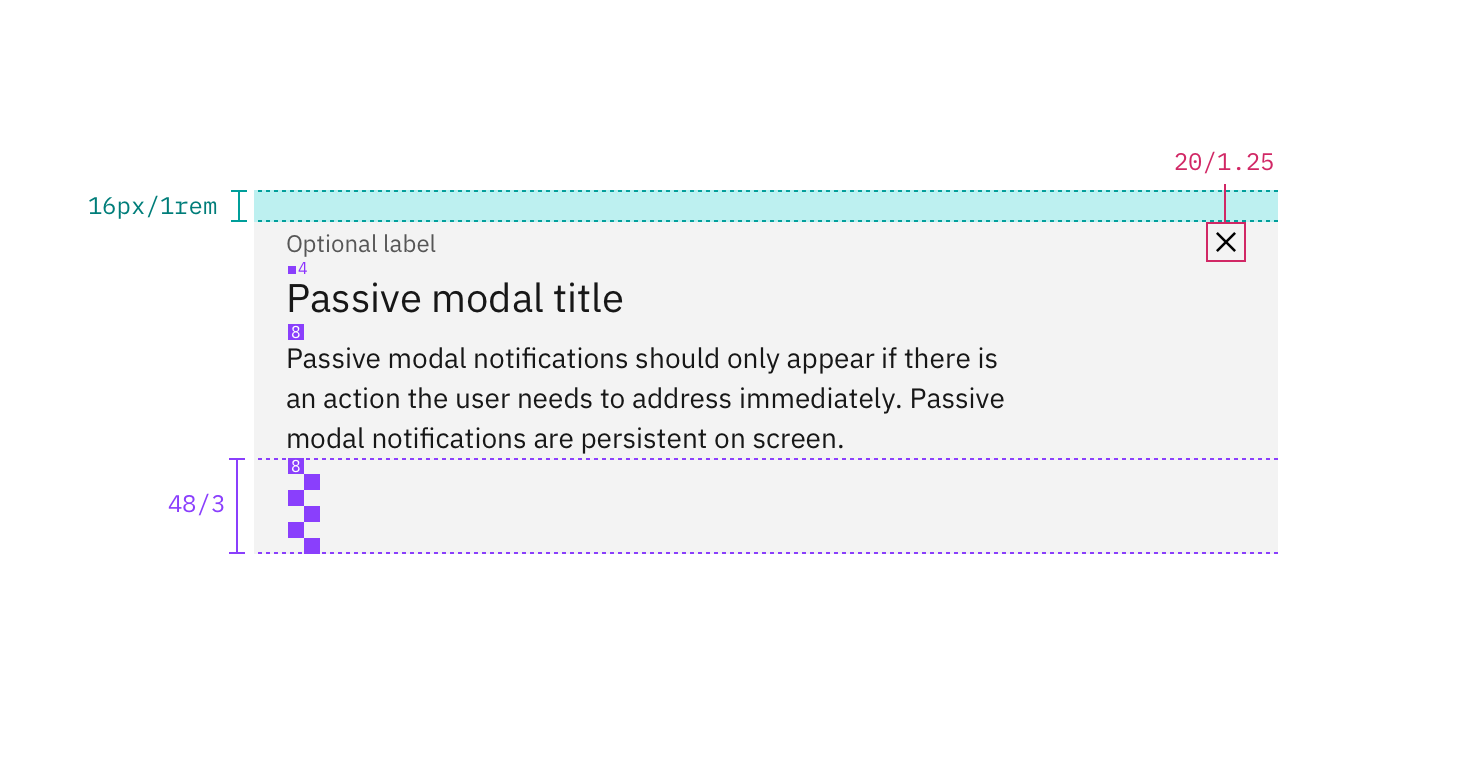 20/1.25
16px/1rem
Optional label
4
Passive modal title
8
Passive modal notifications should only appear if there is
an action the user needs to address immediately. Passive
modal notifications are persistent on screen.
8
48/3